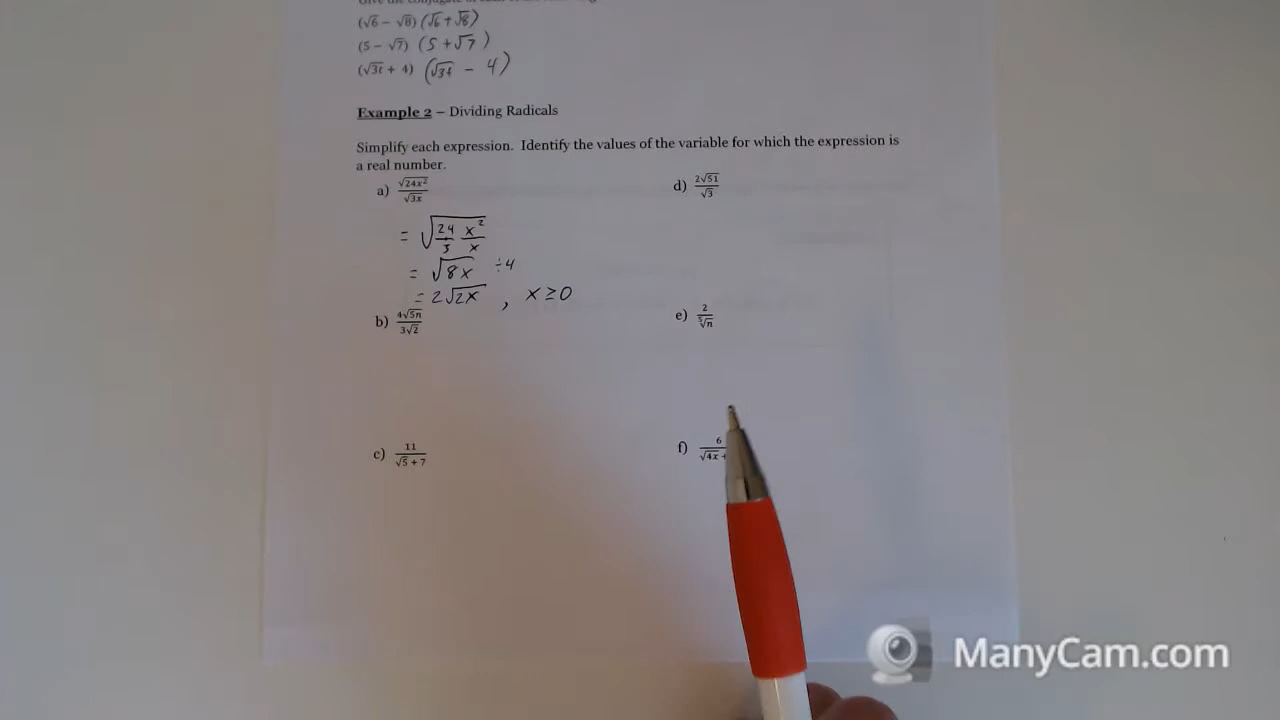 (√6 − √8) (√6 + √8)
(5 − √7) (5 + √7)
(√3t + 4) (√3t − 4)
Example 2 – Dividing Radicals
Simplify each expression. Identify the values of the variable for which the expression is
a real number.
a) √24x² / √3x
= √(24/3 x²/x)
= √8x ÷4
= 2√2x , x ≥ 0
b) 4√5n / 3√2
c) 11 / √5 + 7
d) 2√51 / √3
e) 2 / ∛n
f) 6 / √4x +
ManyCam.com